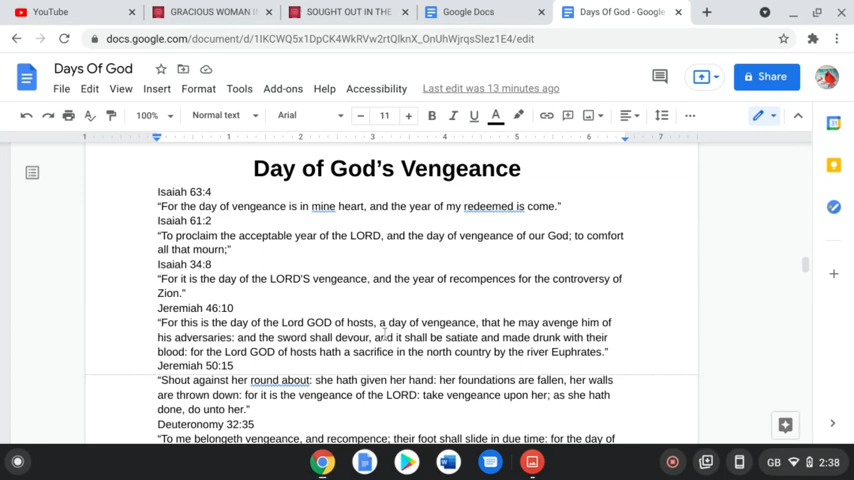 YouTube
GRACIOUS WOMAN IN
SOUGHT OUT IN THE
Google Docs
Days Of God - Google
docs.google.com/document/d/1IKCWQ5x1DpCK4WkRVw2rtQlknX_OnUhWjrqsSIez1E4/edit
Days Of God
File Edit View Insert Format Tools Add-ons Help Accessibility Last edit was 13 minutes ago
Share
100% Normal text Arial 11 B I U A
1 1 2 3 4 5 6 7
Day of God's Vengeance
Isaiah 63:4
“For the day of vengeance is in mine heart, and the year of my redeemed is come.”
Isaiah 61:2
“To proclaim the acceptable year of the LORD, and the day of vengeance of our God; to comfort
all that mourn;”
Isaiah 34:8
“For it is the day of the LORD'S vengeance, and the year of recompences for the controversy of
Zion.”
Jeremiah 46:10
“For this is the day of the Lord GOD of hosts, a day of vengeance, that he may avenge him of
his adversaries: and the sword shall devour, and it shall be satiate and made drunk with their
blood: for the Lord GOD of hosts hath a sacrifice in the north country by the river Euphrates.”
Jeremiah 50:15
“Shout against her round about: she hath given her hand: her foundations are fallen, her walls
are thrown down: for it is the vengeance of the LORD: take vengeance upon her; as she hath
done, do unto her.”
Deuteronomy 32:35
“To me belongeth vengeance, and recompence; their foot shall slide in due time: for the day of
GB 2:38